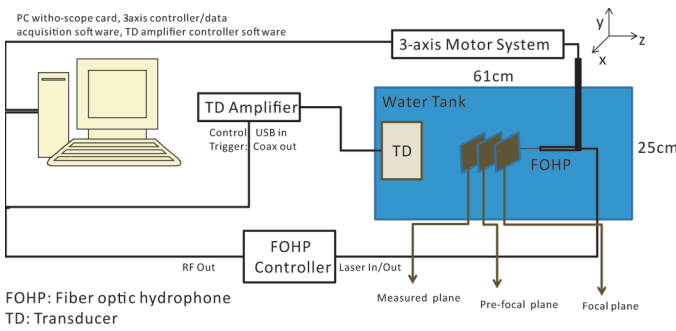 PC witho-scope card, 3axis controller/data
acquisition software, TD amplifier controller software
3-axis Motor System
y
z
x
61cm
Water Tank
TD Amplifier
Control: USB in
Trigger: Coax out
TD
FOHP
25cm
FOHP
Controller
RF Out
Laser In/Out
Measured plane
Pre-focal plane
Focal plane
FOHP: Fiber optic hydrophone
TD: Transducer